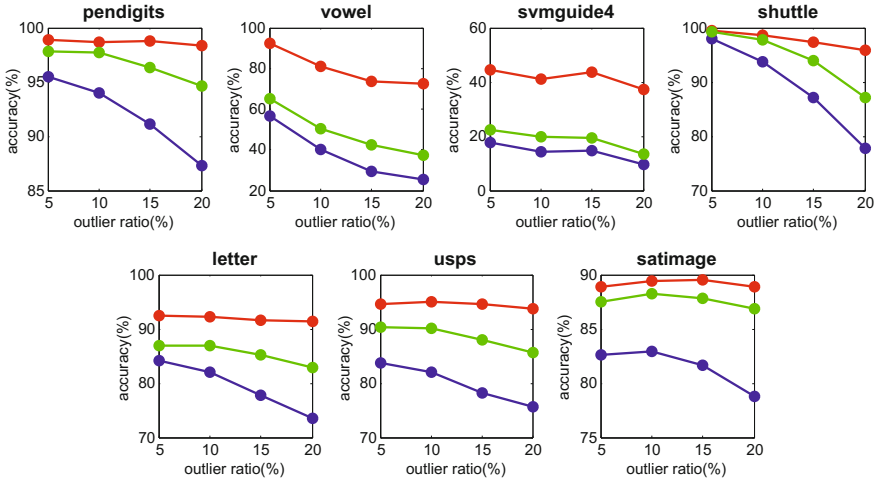 pendigits
vowel
svmguide4
shuttle
100
95
90
85
accuracy(%)
5 10 15 20
outlier ratio(%)
100
80
60
40
20
accuracy(%)
5 10 15 20
outlier ratio(%)
60
40
20
0
accuracy(%)
5 10 15 20
outlier ratio(%)
100
90
80
70
accuracy(%)
5 10 15 20
outlier ratio(%)
letter
usps
satimage
100
90
80
70
accuracy(%)
5 10 15 20
outlier ratio(%)
100
90
80
70
accuracy(%)
5 10 15 20
outlier ratio(%)
90
85
80
75
accuracy(%)
5 10 15 20
outlier ratio(%)